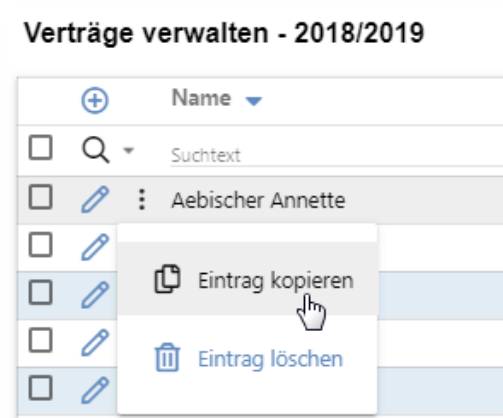 Verträge verwalten - 2018/2019
Name
Suchtext
Aebischer Annette
Eintrag kopieren
Eintrag löschen